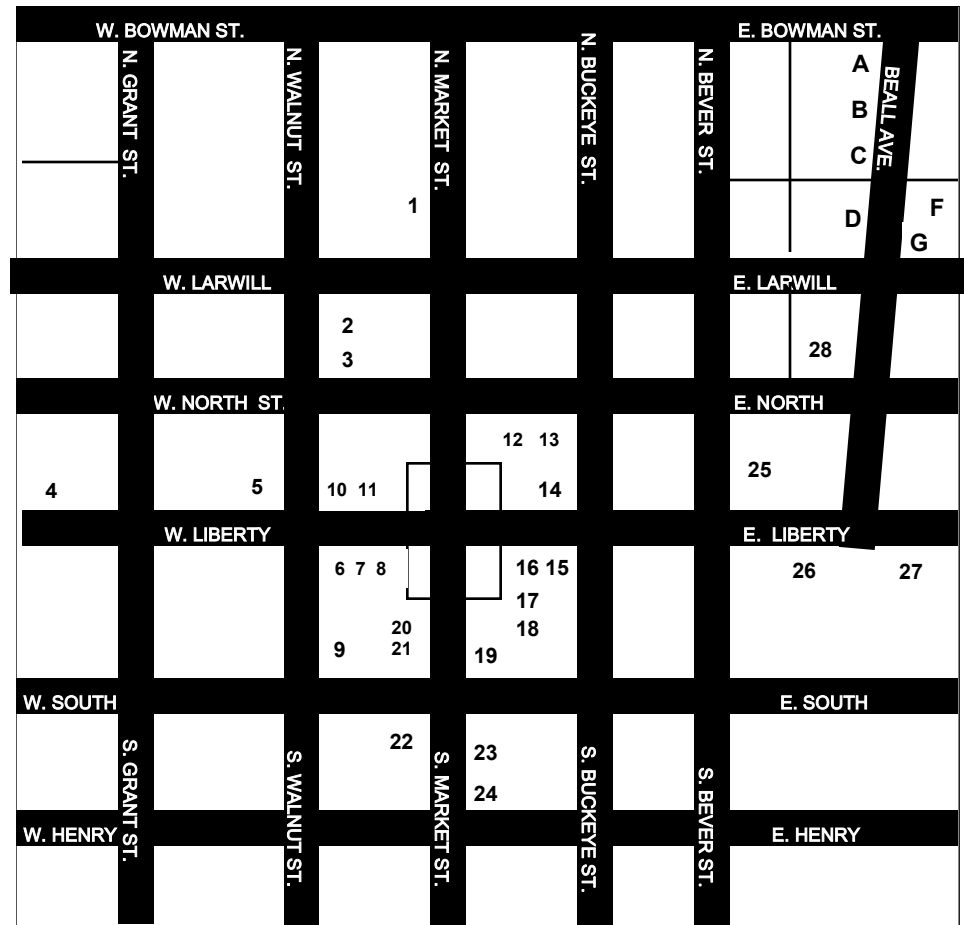 W. BOWMAN ST.
E. BOWMAN ST.
N. GRANT ST.
N. WALNUT ST.
N. MARKET ST.
N. BUCKEYE ST.
N. BEVER ST.
BEALL AVE.
A
B
C
1
D
F
G
W. LARWILL
E. LARWILL
2
3
28
W. NORTH ST.
E. NORTH
12 13
4
5
10 11
14
25
W. LIBERTY
E. LIBERTY
6 7 8
16 15
26
27
17
20
18
9
21
19
W. SOUTH
E. SOUTH
22
23
24
S. GRANT ST.
S. WALNUT ST.
S. MARKET ST.
S. BUCKEYE ST.
S. BEVER ST.
W. HENRY
E. HENRY